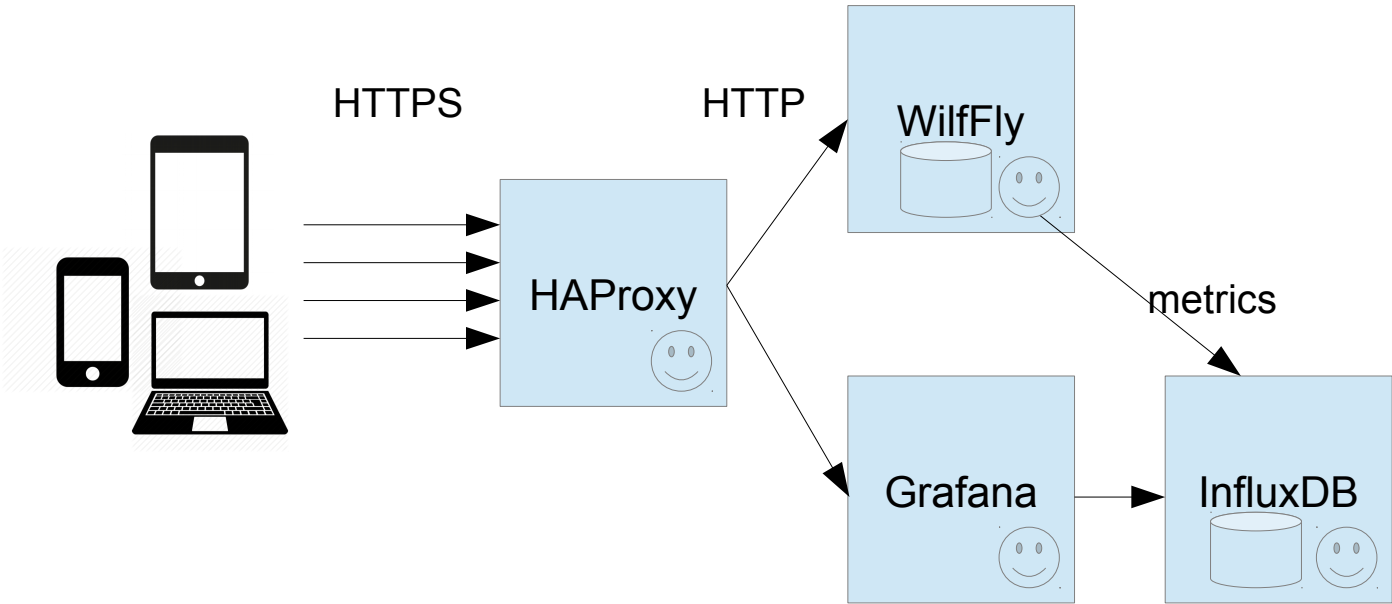 HTTPS
HTTP
WilfFly
HAProxy
metrics
Grafana
InfluxDB